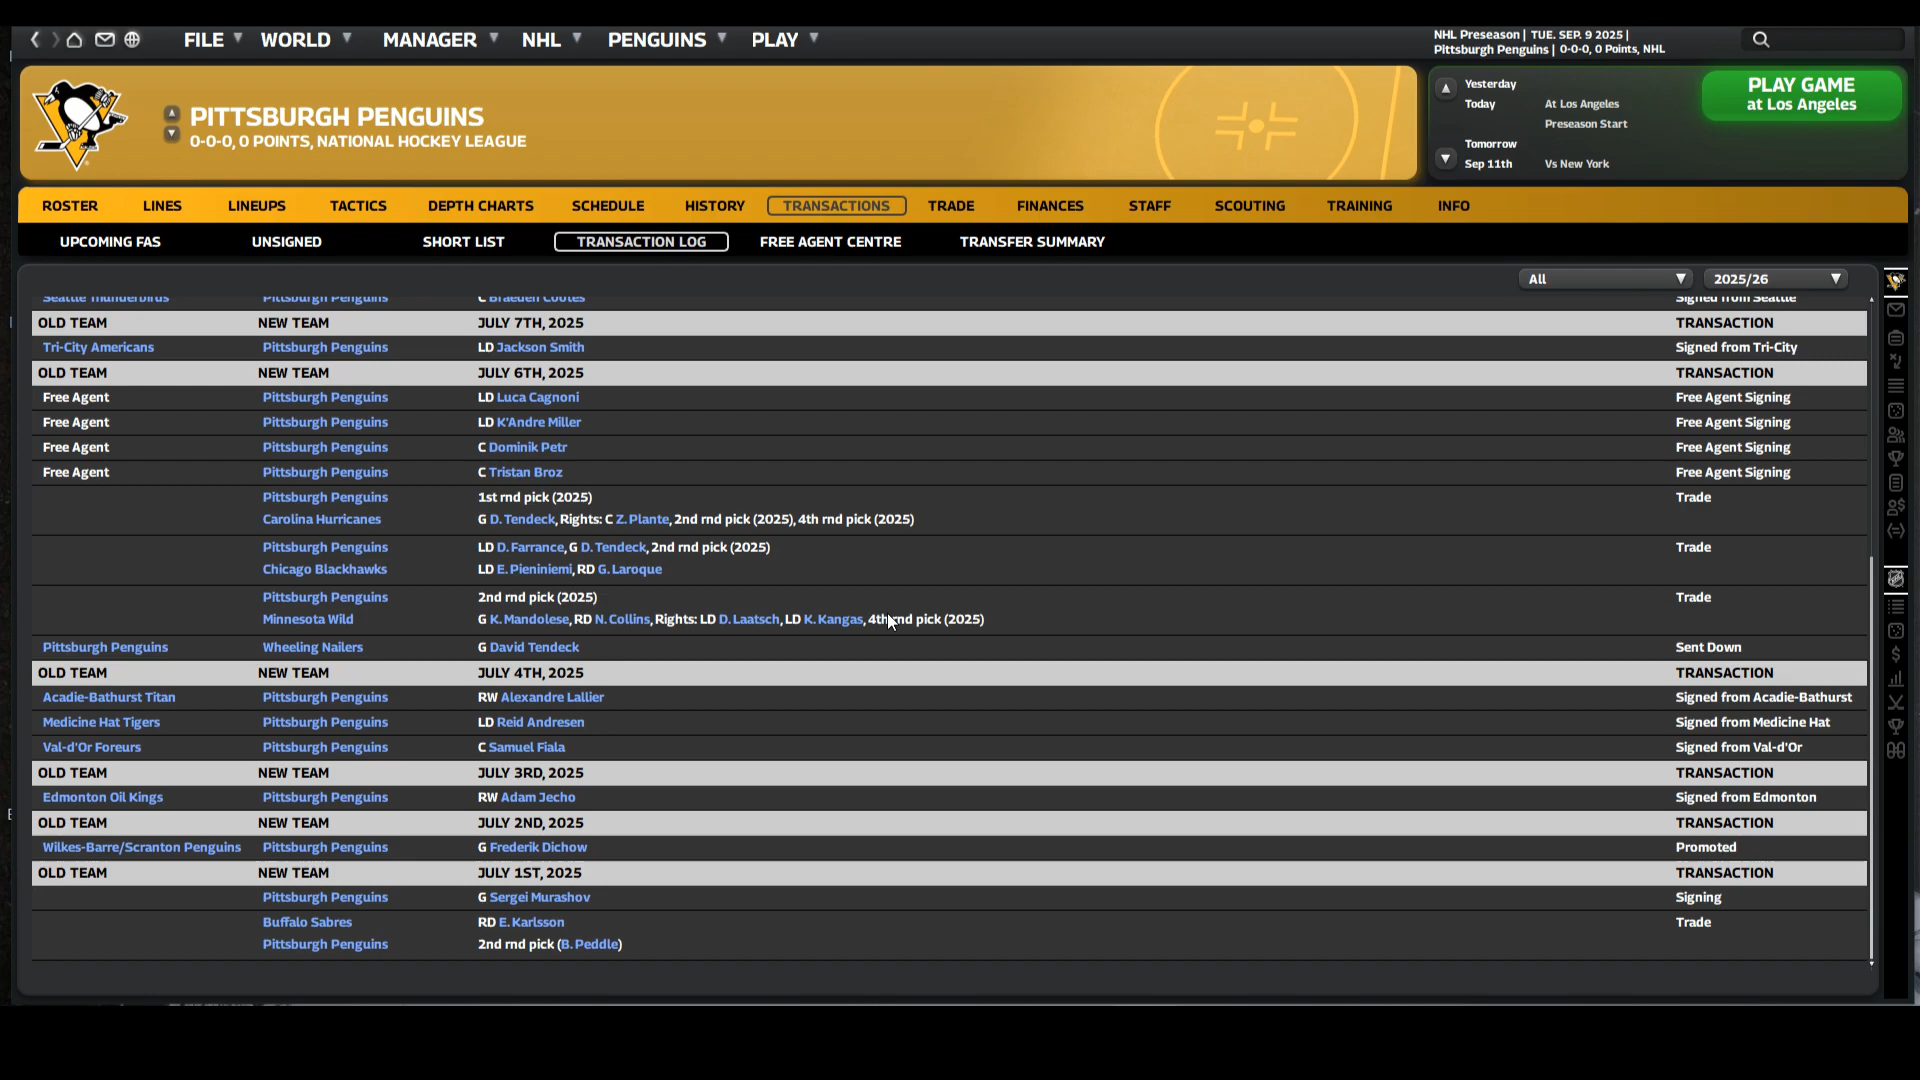 FILE WORLD MANAGER NHL PENGUINS PLAY
NHL Preseason | TUE. SEP. 9 2025 |
Pittsburgh Penguins | 0-0-0, 0 Points, NHL
PITTSBURGH PENGUINS
0-0-0, 0 POINTS, NATIONAL HOCKEY LEAGUE
Yesterday
Today At Los Angeles
Preseason Start
Tomorrow
Sep 11th Vs New York
PLAY GAME
at Los Angeles
ROSTER LINES LINEUPS TACTICS DEPTH CHARTS SCHEDULE HISTORY TRANSACTIONS TRADE FINANCES STAFF SCOUTING TRAINING INFO
UPCOMING FAS UNSIGNED SHORT LIST TRANSACTION LOG FREE AGENT CENTRE TRANSFER SUMMARY
All 2025/26
Seattle Thunderbirds Pittsburgh Penguins C Braeden Cootes Signed from Seattle
OLD TEAM NEW TEAM JULY 7TH, 2025 TRANSACTION
Tri-City Americans Pittsburgh Penguins LD Jackson Smith Signed from Tri-City
OLD TEAM NEW TEAM JULY 6TH, 2025 TRANSACTION
Free Agent Pittsburgh Penguins LD Luca Cagnoni Free Agent Signing
Free Agent Pittsburgh Penguins LD K'Andre Miller Free Agent Signing
Free Agent Pittsburgh Penguins C Dominik Petr Free Agent Signing
Free Agent Pittsburgh Penguins C Tristan Broz Free Agent Signing
Pittsburgh Penguins 1st rnd pick (2025) Trade
Carolina Hurricanes G D. Tendeck, Rights: C Z. Plante, 2nd rnd pick (2025), 4th rnd pick (2025)
Pittsburgh Penguins LD D. Farrance, G D. Tendeck, 2nd rnd pick (2025) Trade
Chicago Blackhawks LD E. Pieniniemi, RD G. Laroque
Pittsburgh Penguins 2nd rnd pick (2025) Trade
Minnesota Wild G K. Mandolese, RD N. Collins, Rights: LD D. Laatsch, LD K. Kangas, 4th rnd pick (2025)
Pittsburgh Penguins Wheeling Nailers G David Tendeck Sent Down
OLD TEAM NEW TEAM JULY 4TH, 2025 TRANSACTION
Acadie-Bathurst Titan Pittsburgh Penguins RW Alexandre Lallier Signed from Acadie-Bathurst
Medicine Hat Tigers Pittsburgh Penguins LD Reid Andresen Signed from Medicine Hat
Val-d'Or Foreurs Pittsburgh Penguins C Samuel Fiala Signed from Val-d'Or
OLD TEAM NEW TEAM JULY 3RD, 2025 TRANSACTION
Edmonton Oil Kings Pittsburgh Penguins RW Adam Jecho Signed from Edmonton
OLD TEAM NEW TEAM JULY 2ND, 2025 TRANSACTION
Wilkes-Barre/Scranton Penguins Pittsburgh Penguins G Frederik Dichow Promoted
OLD TEAM NEW TEAM JULY 1ST, 2025 TRANSACTION
Pittsburgh Penguins G Sergei Murashov Signing
Buffalo Sabres RD E. Karlsson Trade
Pittsburgh Penguins 2nd rnd pick (B. Peddle)